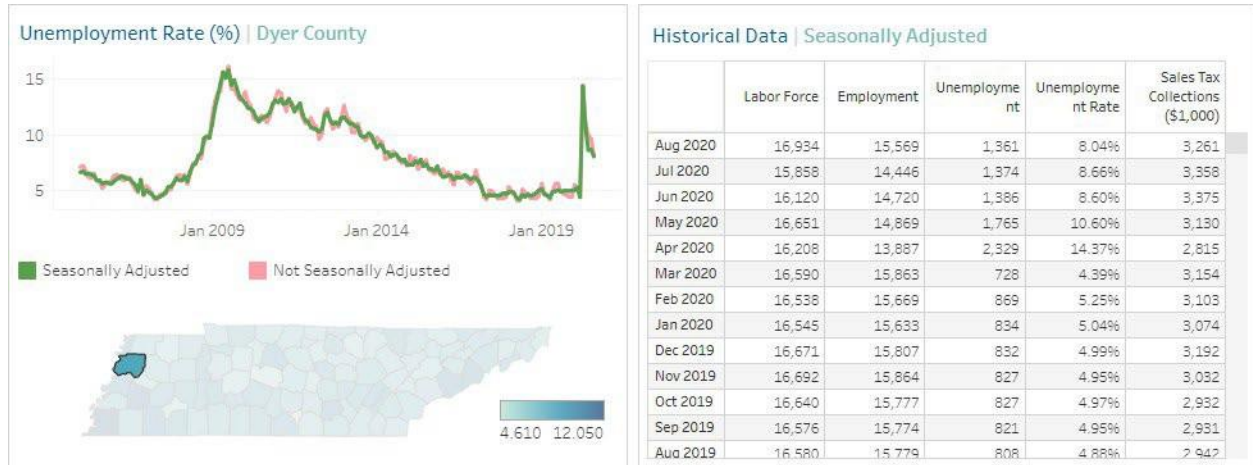 Unemployment Rate (%) | Dyer County
15
10
5
Jan 2009 Jan 2014 Jan 2019
Seasonally Adjusted Not Seasonally Adjusted
4.610 12.050
Historical Data | Seasonally Adjusted
Labor Force Employment Unemployme
nt Unemployme
nt Rate Sales Tax
Collections
($1,000)
Aug 2020 16,934 15,569 1,361 8.04% 3,261
Jul 2020 15,858 14,446 1,374 8.66% 3,358
Jun 2020 16,120 14,720 1,386 8.60% 3,375
May 2020 16,651 14,869 1,765 10.60% 3,130
Apr 2020 16,208 13,887 2,329 14.37% 2,815
Mar 2020 16,590 15,863 728 4.39% 3,154
Feb 2020 16,538 15,669 869 5.25% 3,103
Jan 2020 16,545 15,633 834 5.04% 3,074
Dec 2019 16,671 15,807 832 4.99% 3,192
Nov 2019 16,692 15,864 827 4.95% 3,032
Oct 2019 16,640 15,777 827 4.97% 2,932
Sep 2019 16,576 15,774 821 4.95% 2,931
Aug 2019 16,580 15,779 808 4.88% 2,942